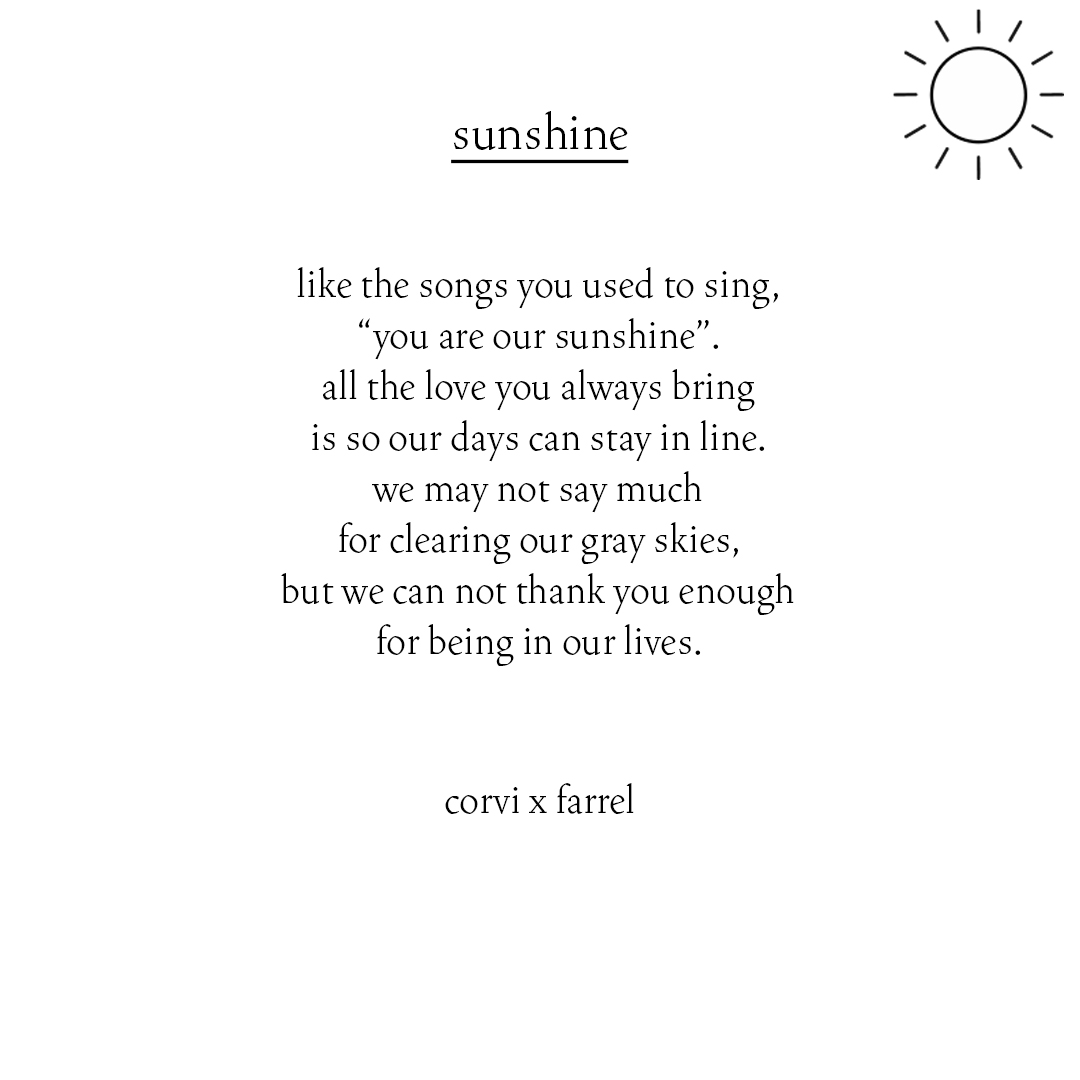 sunshine
like the songs you used to sing,
“you are our sunshine”.
all the love you always bring
is so our days can stay in line.
we may not say much
for clearing our gray skies,
but we can not thank you enough
for being in our lives.
corvi x farrel